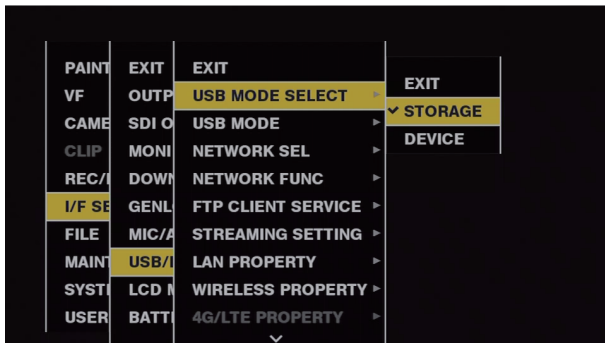 PAINT
VF
CAME
CLIP
REC/
I/F SE
FILE
MAIN
SYST
USER
EXIT
OUTP
SDI O
MONI
DOWN
GENL
MIC/A
USB/
LCD
BATT
EXIT
USB MODE SELECT
USB MODE
NETWORK SEL
NETWORK FUNC
FTP CLIENT SERVICE
STREAMING SETTING
LAN PROPERTY
WIRELESS PROPERTY
4G/LTE PROPERTY
EXIT
STORAGE
DEVICE